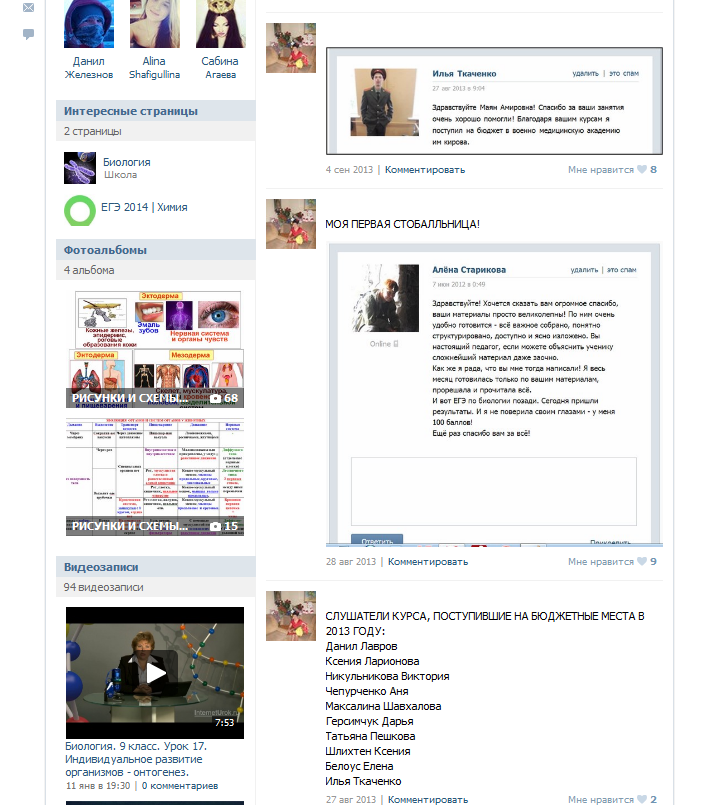 Данил
Железнов
Alina
Shafigullina
Сабина
Агаева
Интересные страницы
2 страницы
Биология
Школа
ЕГЭ 2014 | Химия
Фотоальбомы
4 альбома
Эктодерма
Кожные железы,
эпидермис,
роговые
образования кожи
Эмаль
зубов
Нервная система
и органы чувств
Энтодерма
Мезодерма
РИСУНКИ И СХЕМЫ... 68
РИСУНКИ И СХЕМЫ... 15
Видеозаписи
94 видеозаписи
InternetUrok.ru
7:53
Биология. 9 класс. Урок 17.
Индивидуальное развитие
организмов - онтогенез.
11 янв в 19:30 | 0 комментариев
Илья Ткаченко
удалить | это спам
27 авг 2013 в 9:04
Здравствуйте Маян Амировна! Спасибо за ваши занятия
очень хорошо помогли! Благодаря вашим курсам я
поступил на бюджет в военно медицинскую академию
им кирова.
4 сен 2013 | Комментировать
Мне нравится 8
МОЯ ПЕРВАЯ СТОБАЛЛЬНИЦА!
Алёна Старикова
удалить | это спам
7 июн 2012 в 0:49
Online
Здравствуйте! Хочется сказать вам огромное спасибо,
ваши материалы просто великолепны! По ним очень
удобно готовится - всё важное собрано, понятно
структурировано, доступно и ясно изложено. Вы
настоящий педагог, если можете объяснить ученику
сложнейший материал даже заочно.
Как же я рада, что вы мне тогда написали! Я весь
месяц готовилась только по вашим материалам,
прорешала и прочитала всё.
И вот ЕГЭ по биологии позади. Сегодня пришли
результаты. И я не поверила своим глазами - у меня
100 баллов!
Ещё раз спасибо вам за всё!
Ответить
Прикрепить
28 авг 2013 | Комментировать
Мне нравится 9
СЛУШАТЕЛИ КУРСА, ПОСТУПИВШИЕ НА БЮДЖЕТНЫЕ МЕСТА В
2013 ГОДУ:
Данил Лавров
Ксения Ларионова
Никульникова Виктория
Чепурченко Аня
Максалина Шавхалова
Герсимчук Дарья
Татьяна Пешкова
Шлихтен Ксения
Белоус Елена
Илья Ткаченко
27 авг 2013 | Комментировать
Мне нравится 2